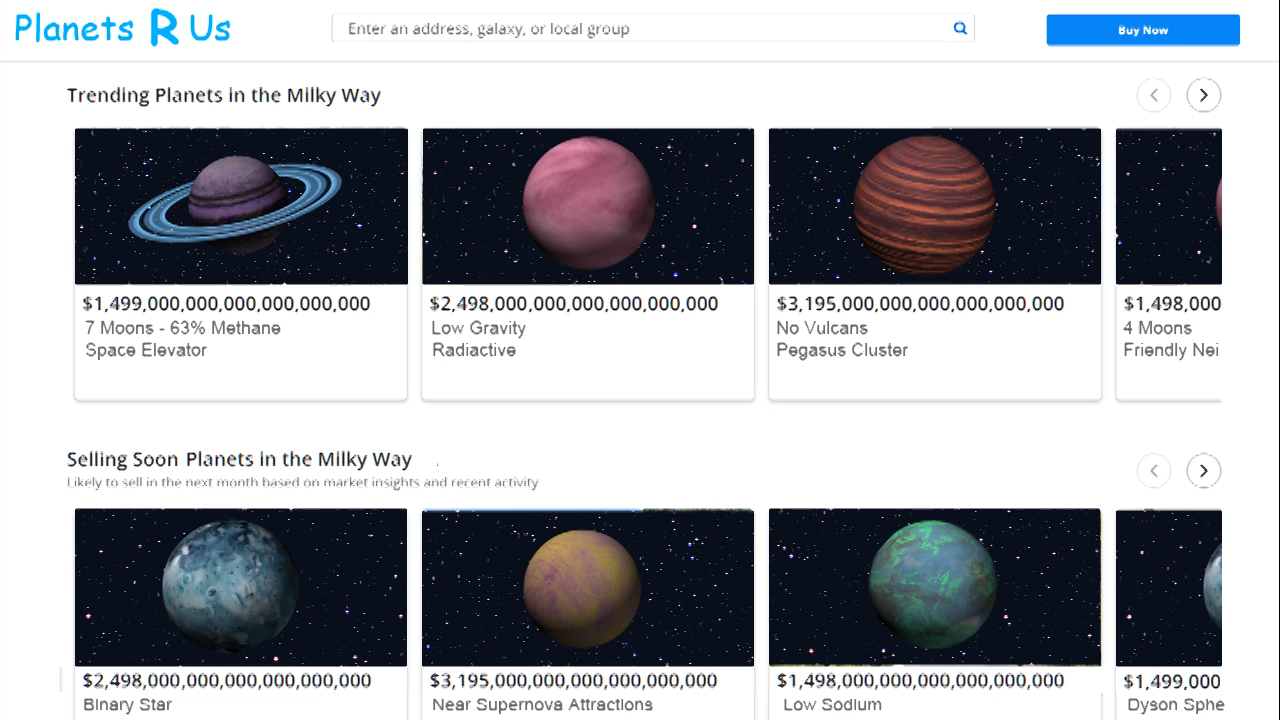 Planets R Us
Enter an address, galaxy, or local group
Buy Now
Trending Planets in the Milky Way
$1,499,000,000,000,000,000,000
7 Moons - 63% Methane
Space Elevator
$2,498,000,000,000,000,000,000
Low Gravity
Radiactive
$3,195,000,000,000,000,000,000
No Vulcans
Pegasus Cluster
$1,498,000
4 Moons
Friendly Nei
Selling Soon Planets in the Milky Way
Likely to sell in the next month based on market insights and recent activity
$2,498,000,000,000,000,000,000
Binary Star
$3,195,000,000,000,000,000,000
Near Supernova Attractions
$1,498,000,000,000,000,000,000
Low Sodium
$1,499,000
Dyson Sphe